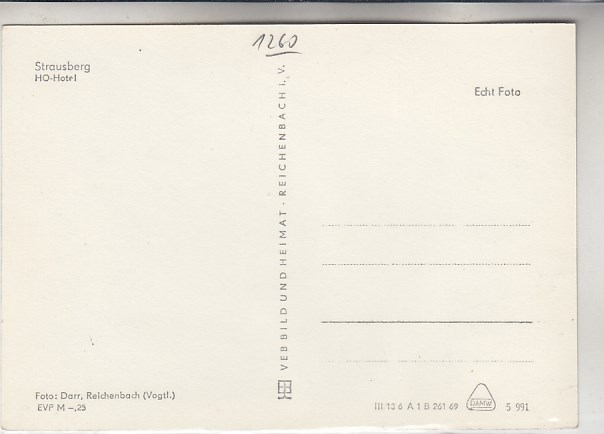 1260
Strausberg
HO-Hotel
Echt Foto
VEB BILD UND HEIMAT · REICHENBACH I. V.
Foto: Darr, Reichenbach (Vogtl.)
EVP M –,25
III 13 6 A 1 B 261 69
DAMW
5 991